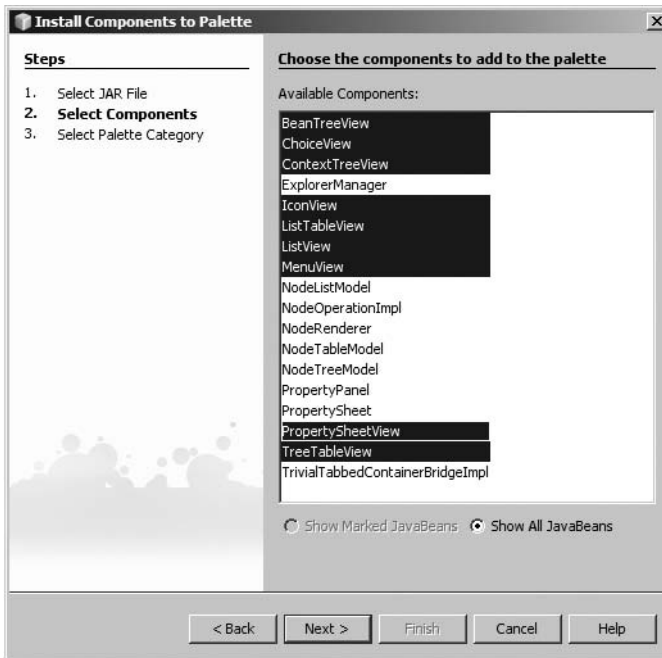 Install Components to Palette
Steps
1. Select JAR File
2. Select Components
3. Select Palette Category
Choose the components to add to the palette
Available Components:
BeanTreeView
ChoiceView
ContextTreeView
ExplorerManager
IconView
ListTableView
ListView
MenuView
NodeListModel
NodeOperationImpl
NodeRenderer
NodeTableModel
NodeTreeModel
PropertyPanel
PropertySheet
PropertySheetView
TreeTableView
TrivialTabbedContainerBridgeImpl
Show Marked JavaBeans Show All JavaBeans
< Back Next > Finish Cancel Help